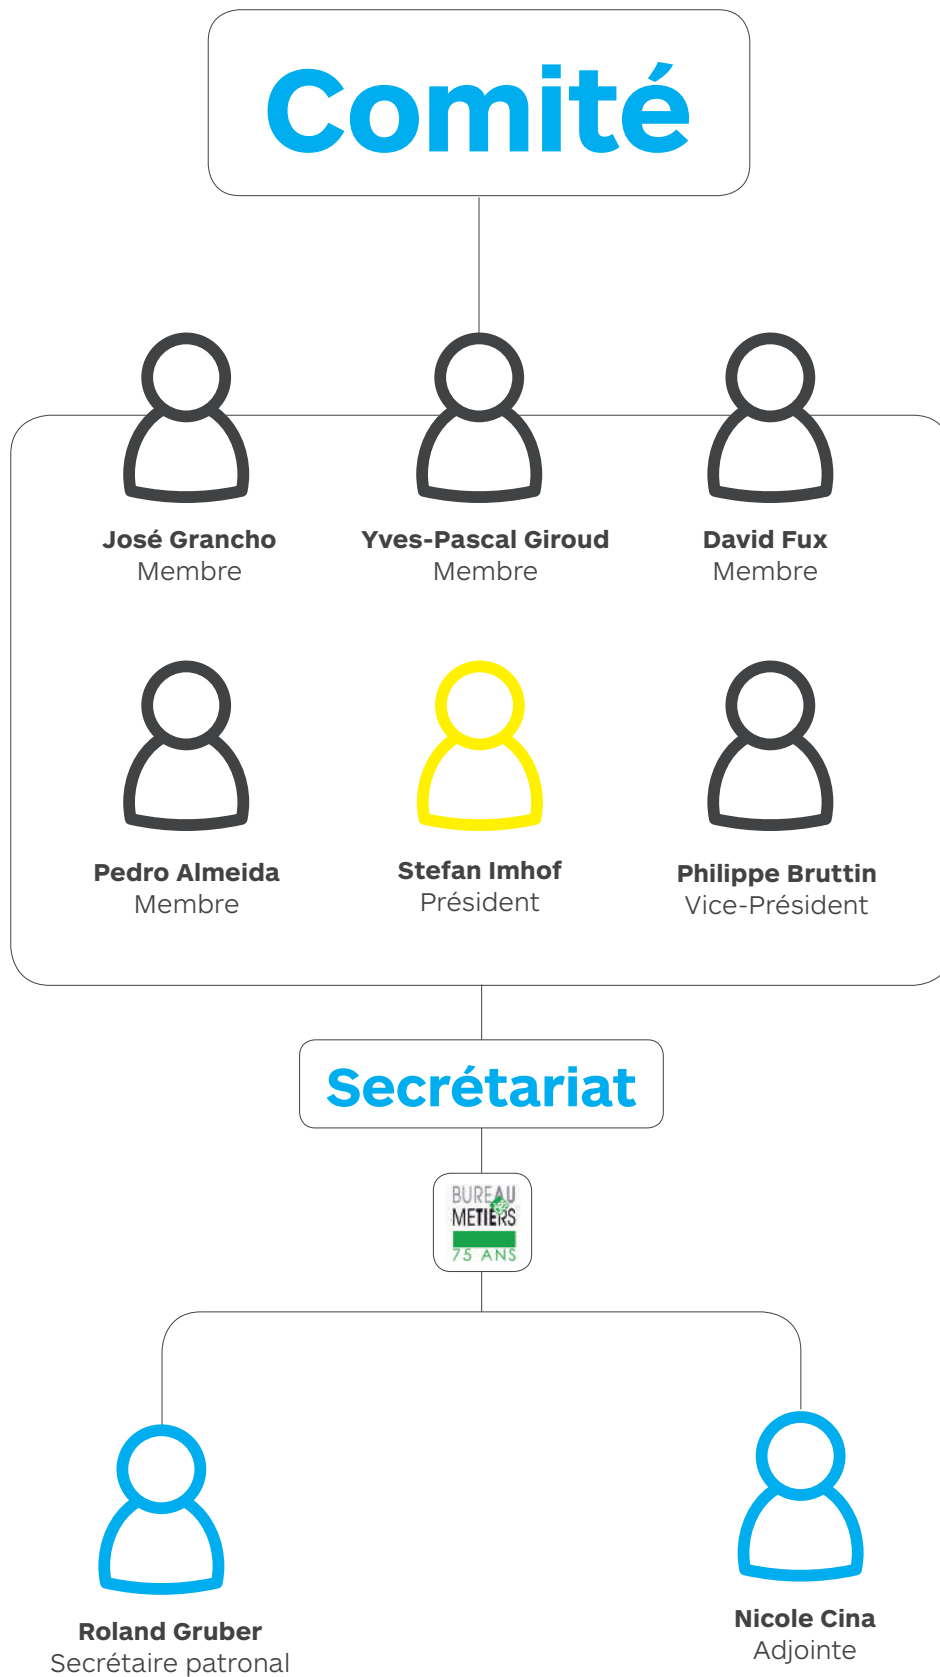 Comité
José Grancho
Membre
Yves-Pascal Giroud
Membre
David Fux
Membre
Pedro Almeida
Membre
Stefan Imhof
Président
Philippe Bruttin
Vice-Président
Secrétariat
BUREAU
METIERS
75 ANS
Roland Gruber
Secrétaire patronal
Nicole Cina
Adjointe